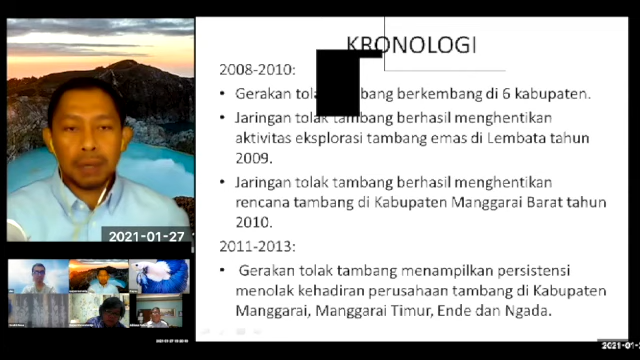 KRONOLOGI
2008-2010:
• Gerakan tolak tambang berkembang di 6 kabupaten.
• Jaringan tolak tambang berhasil menghentikan
aktivitas eksplorasi tambang emas di Lembata tahun
2009.
• Jaringan tolak tambang berhasil menghentikan
rencana tambang di Kabupaten Manggarai Barat tahun
2010.
2011-2013:
• Gerakan tolak tambang menampilkan persistensi
menolak kehadiran perusahaan tambang di Kabupaten
Manggarai, Manggarai Timur, Ende dan Ngada.
2021-01-27